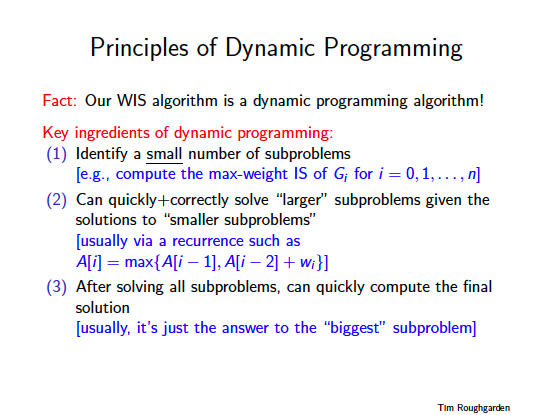 Principles of Dynamic Programming
Fact: Our WIS algorithm is a dynamic programming algorithm!
Key ingredients of dynamic programming:
(1) Identify a small number of subproblems
[e.g., compute the max-weight IS of Gᵢ for i = 0, 1, . . . , n]
(2) Can quickly+correctly solve “larger” subproblems given the
solutions to “smaller subproblems”
[usually via a recurrence such as
A[i] = max{A[i − 1], A[i − 2] + wᵢ}]
(3) After solving all subproblems, can quickly compute the final
solution
[usually, it’s just the answer to the “biggest” subproblem]
Tim Roughgarden